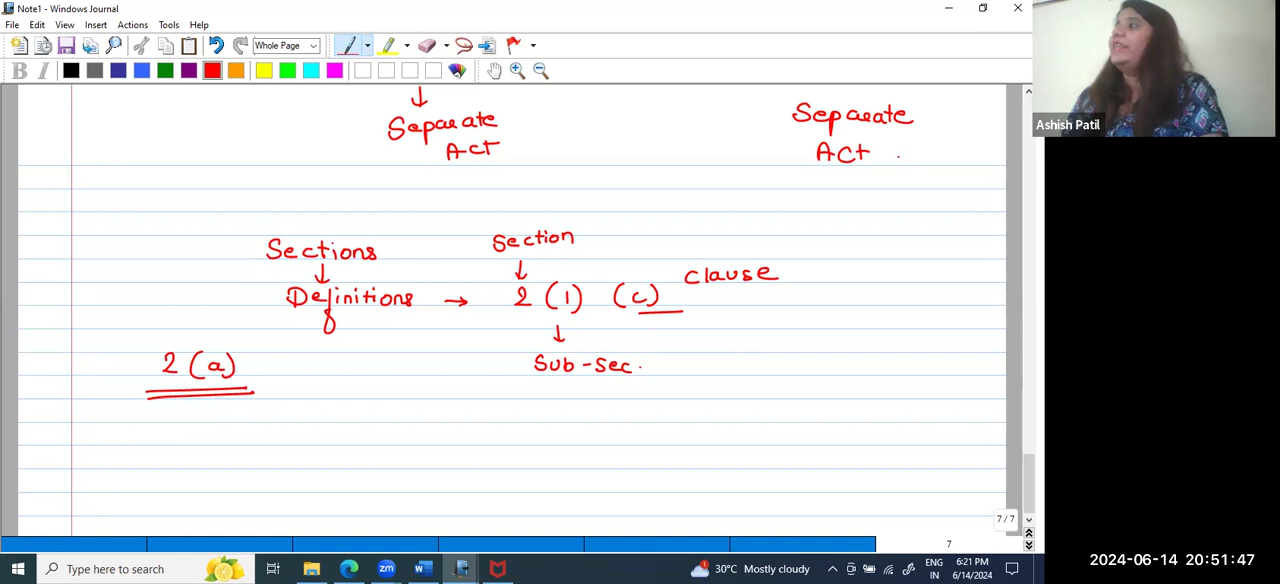 Note1 - Windows Journal
File Edit View Insert Actions Tools Help
Whole Page
B I
Separate
ACT
Separate
ACt
Ashish Patil
Sections
Section
Definitions → 2 (1) (c) Clause
2 (a)
Sub-Sec.
7/7
7
Type here to search
30°C Mostly cloudy
ENG
IN
6:21 PM
6/14/2024
2024-06-14 20:51:47